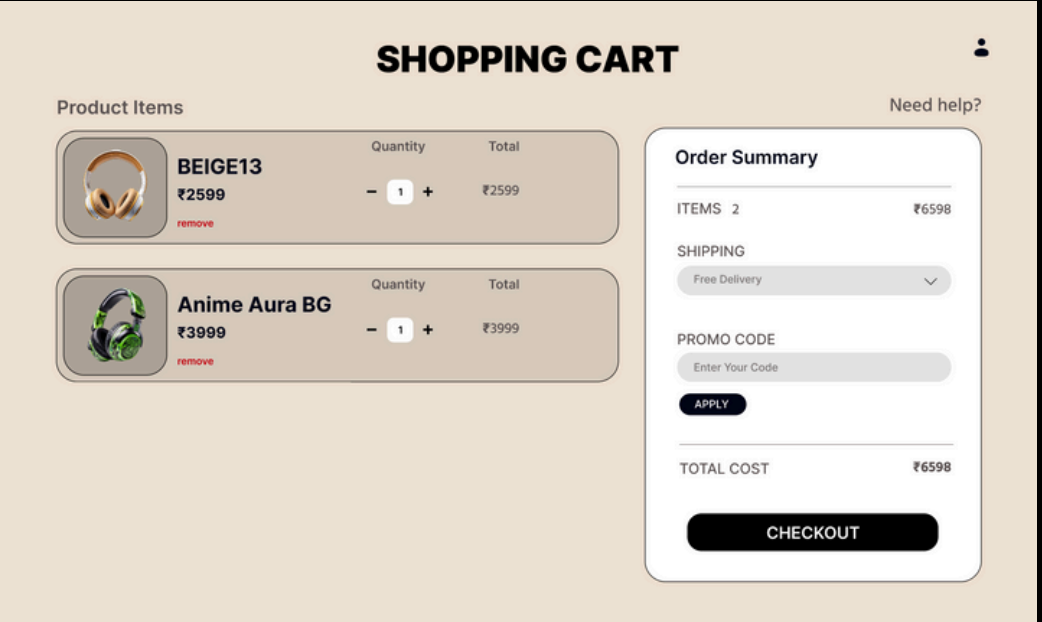 SHOPPING CART
Product Items
Need help?
BEIGE13
₹2599
remove
Quantity
− 1 +
Total
₹2599
Anime Aura BG
₹3999
remove
Quantity
− 1 +
Total
₹3999
Order Summary
ITEMS 2 ₹6598
SHIPPING
Free Delivery
PROMO CODE
Enter Your Code
APPLY
TOTAL COST ₹6598
CHECKOUT